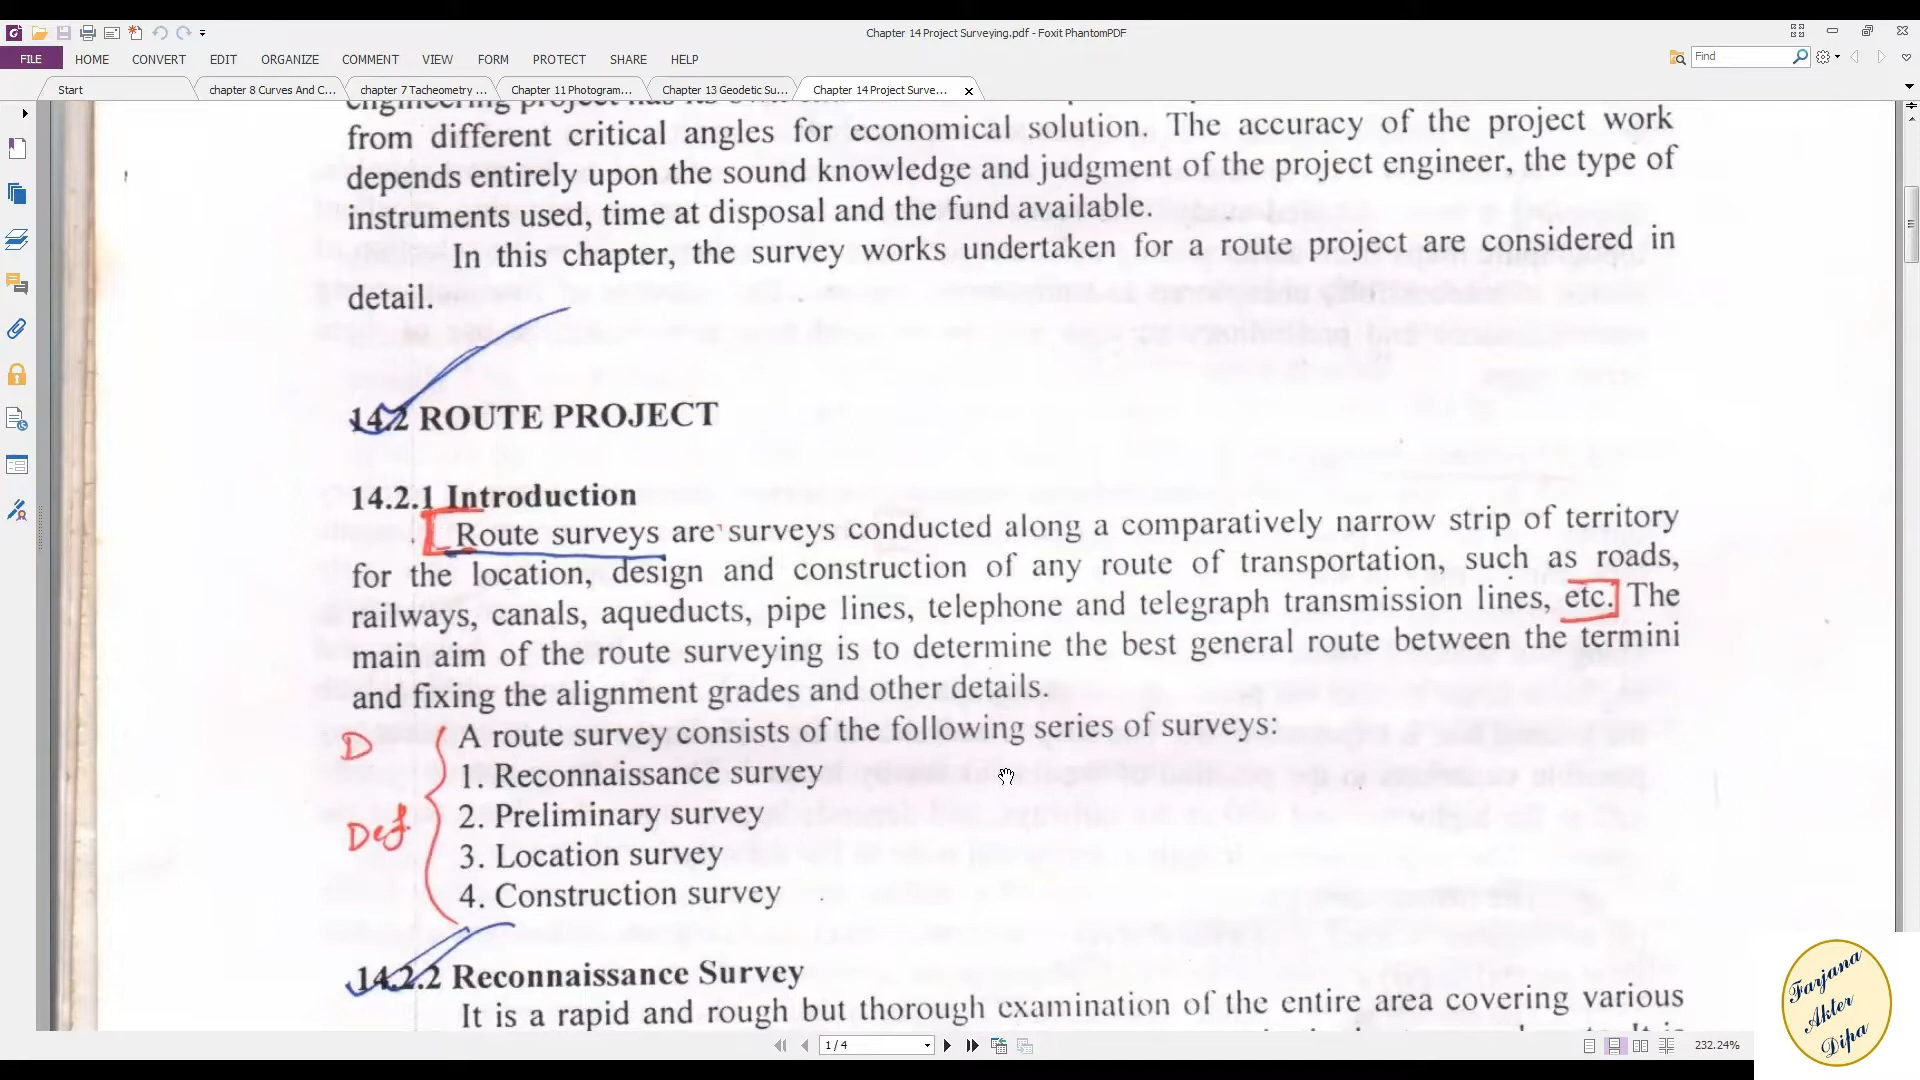 Chapter 14 Project Surveying.pdf - Foxit PhantomPDF
FILE HOME CONVERT EDIT ORGANIZE COMMENT VIEW FORM PROTECT SHARE HELP
Find
Start
chapter 8 Curves And C...
chapter 7 Tacheometry ...
Chapter 11 Photogram...
Chapter 13 Geodetic Su...
Chapter 14 Project Surve...
engineering project has its own
from different critical angles for economical solution. The accuracy of the project work
depends entirely upon the sound knowledge and judgment of the project engineer, the type of
instruments used, time at disposal and the fund available.
In this chapter, the survey works undertaken for a route project are considered in
detail.
14.2 ROUTE PROJECT
14.2.1 Introduction
Route surveys are surveys conducted along a comparatively narrow strip of territory
for the location, design and construction of any route of transportation, such as roads,
railways, canals, aqueducts, pipe lines, telephone and telegraph transmission lines, etc. The
main aim of the route surveying is to determine the best general route between the termini
and fixing the alignment grades and other details.
D
A route survey consists of the following series of surveys:
1. Reconnaissance survey
2. Preliminary survey
Def
3. Location survey
4. Construction survey
14.2.2 Reconnaissance Survey
It is a rapid and rough but thorough examination of the entire area covering various
1 / 4
232.24%
Farjana
Akter
Dipa